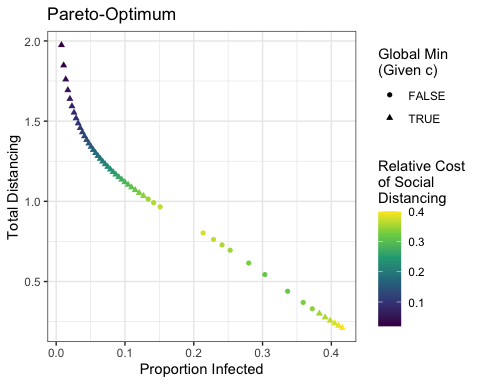 Pareto-Optimum
2.0
1.5
1.0
0.5
Total Distancing
0.0
0.1
0.2
0.3
0.4
Proportion Infected
Global Min
(Given c)
FALSE
TRUE
Relative Cost
of Social
Distancing
0.4
0.3
0.2
0.1